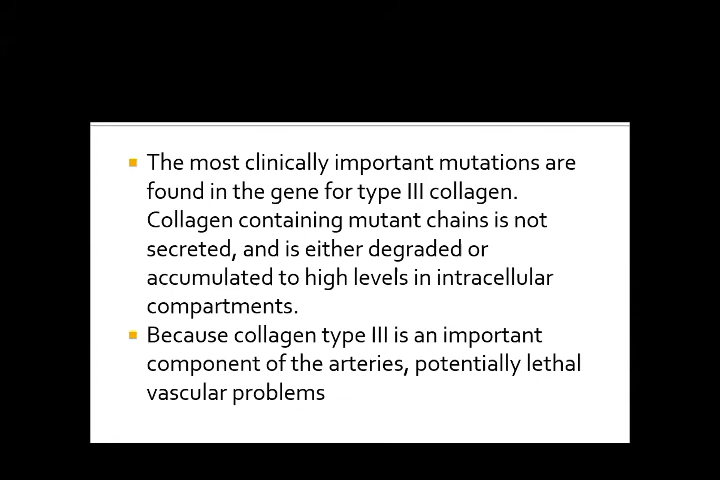 The most clinically important mutations are
found in the gene for type III collagen.
Collagen containing mutant chains is not
secreted, and is either degraded or
accumulated to high levels in intracellular
compartments.
Because collagen type III is an important
component of the arteries, potentially lethal
vascular problems